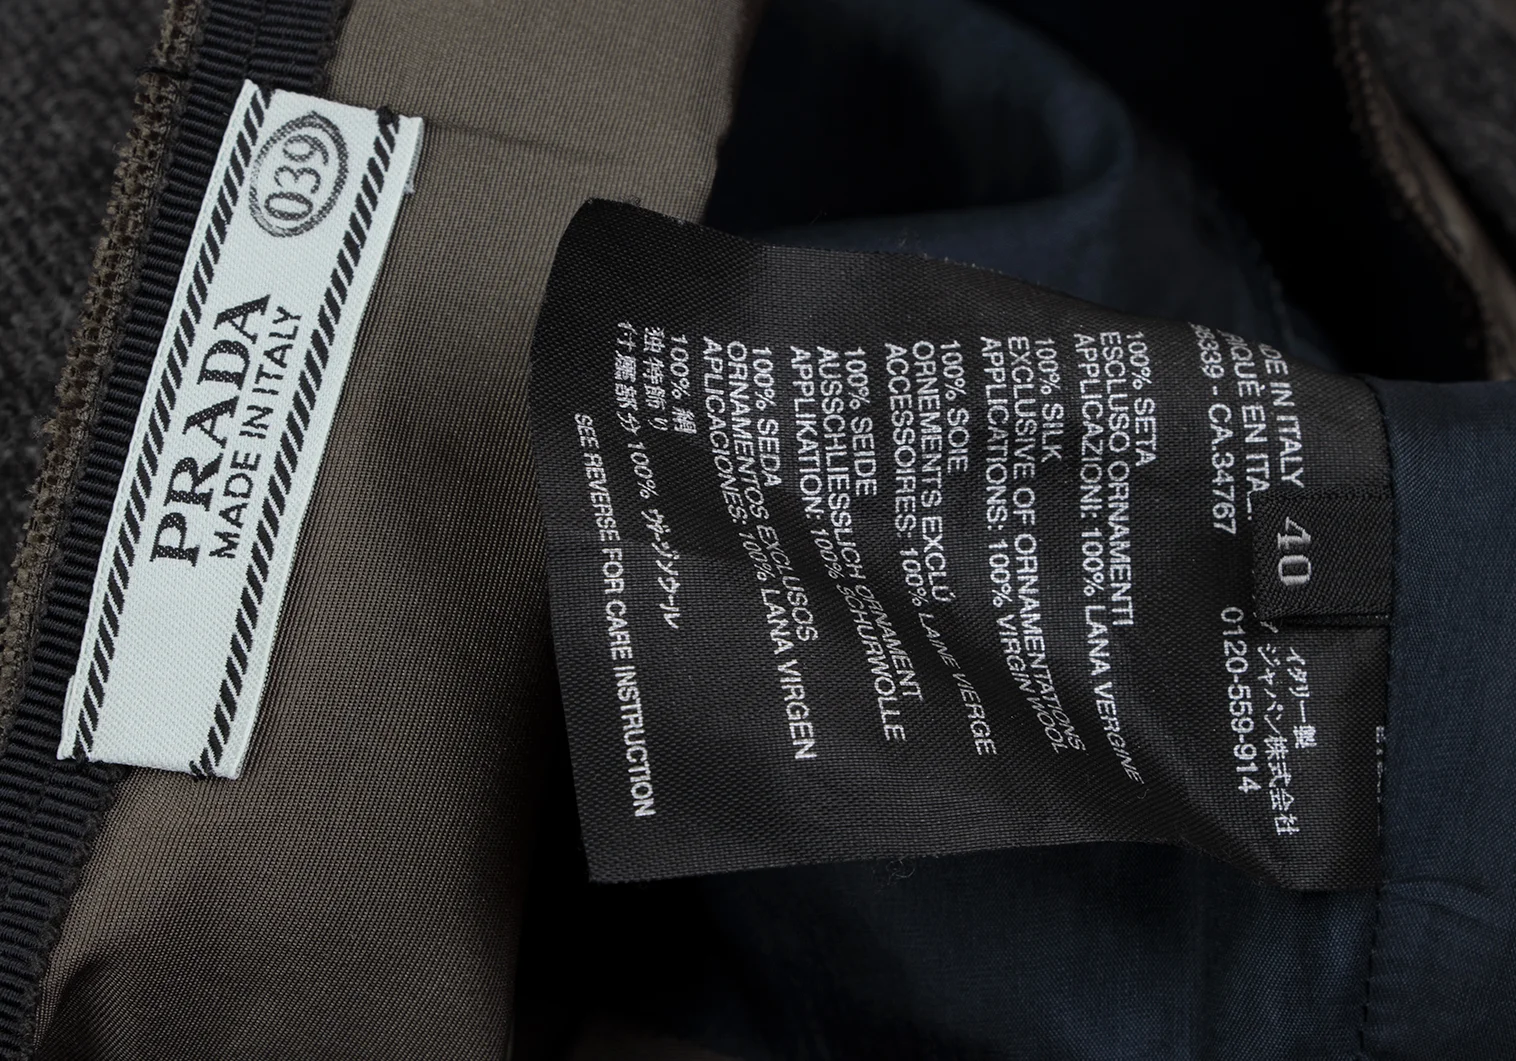 039
PRADA
MADE IN ITALY
DE IN ITALY
IQUÉ EN ITA
38339 - CA.34767
40
イタリー製
ジャパン株式会社
0120-559-914
100% SETA
ESCLUSO ORNAMENTI
APPLICAZIONI: 100% LANA VERGINE
100% SILK
EXCLUSIVE OF ORNAMENTATIONS
APPLICATIONS: 100% VIRGIN WOOL
100% SOIE
ORNEMENTS EXCLÚ
ACCESSOIRES: 100% LAINE VIERGE
100% SEIDE
AUSSCHLIESSLICH ORNAMENT
APPLIKATION: 100% SCHURWOLLE
100% SEDA
ORNAMENTOS EXCLUSOS
APLICACIONES: 100% LANA VIRGEN
100% 絹
独特飾り
付属部分 100% ヴァージンウール
SEE REVERSE FOR CARE INSTRUCTION